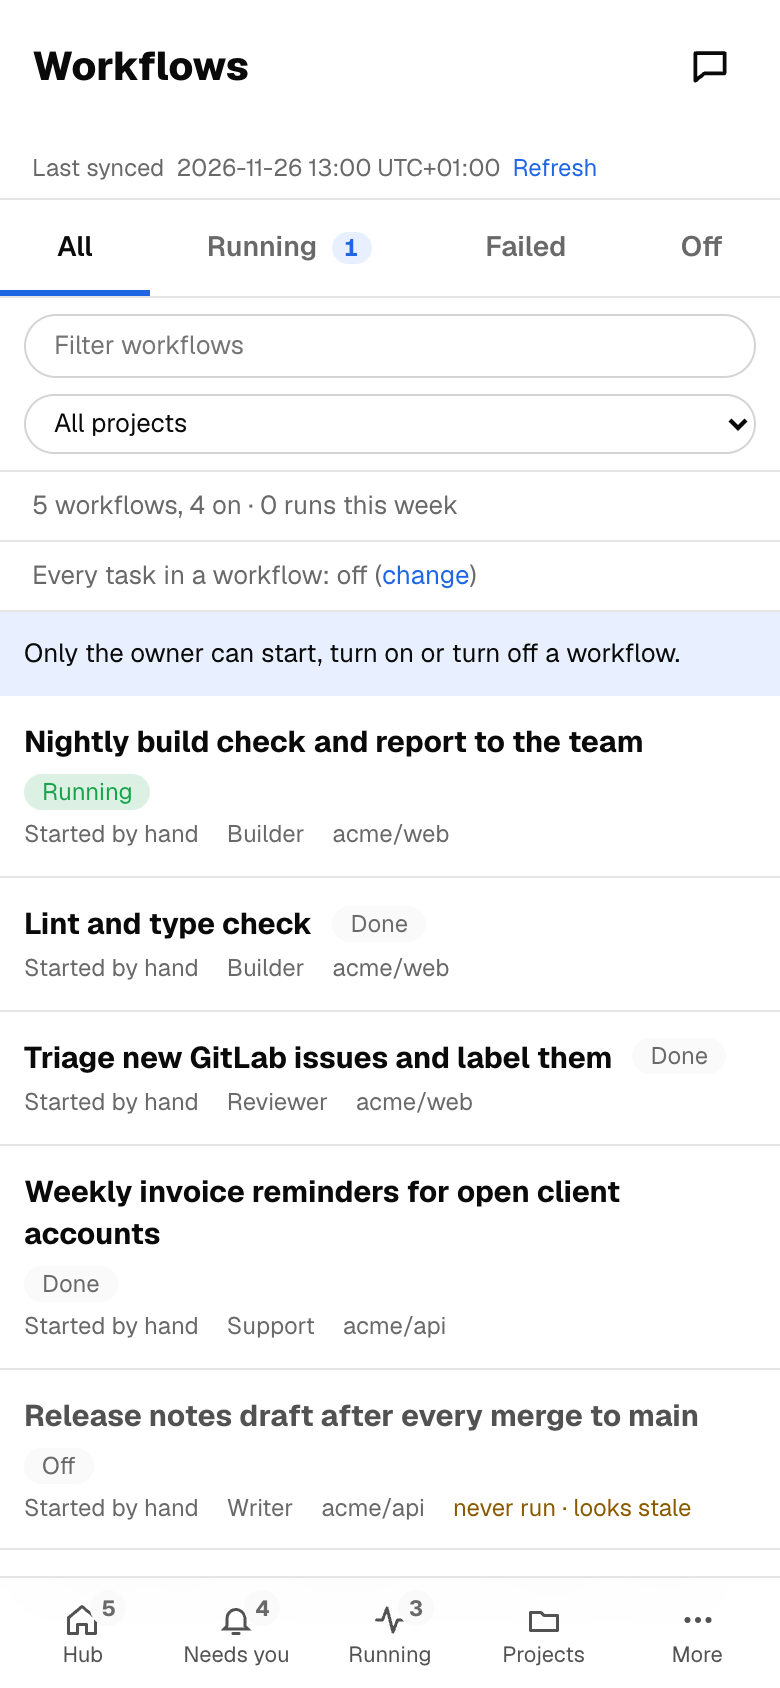 Workflows
Last synced 2026-11-26 13:00 UTC+01:00 Refresh
All Running 1 Failed Off
Filter workflows
All projects
5 workflows, 4 on · 0 runs this week
Every task in a workflow: off (change)
Only the owner can start, turn on or turn off a workflow.
Nightly build check and report to the team
Running
Started by hand Builder acme/web
Lint and type check Done
Started by hand Builder acme/web
Triage new GitLab issues and label them Done
Started by hand Reviewer acme/web
Weekly invoice reminders for open client
accounts
Done
Started by hand Support acme/api
Release notes draft after every merge to main
Off
Started by hand Writer acme/api never run · looks stale
5 4 3
Hub Needs you Running Projects More